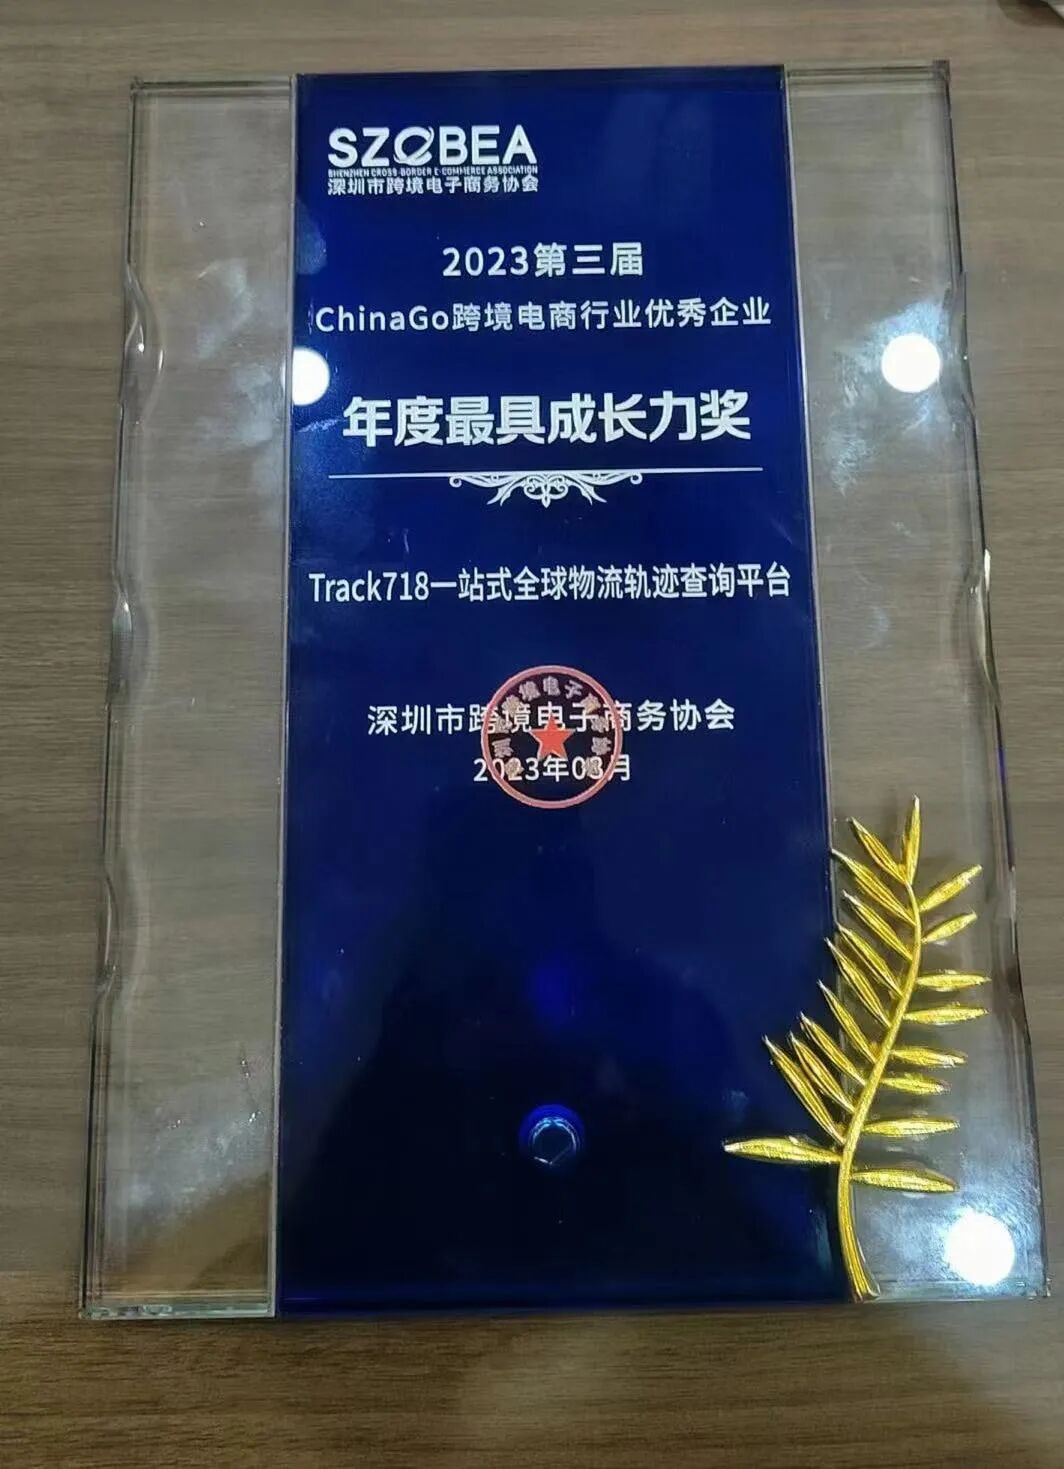 SZCBEA
SHENZHEN CROSS-BORDER E-COMMERCE ASSOCIATION
深圳市跨境电子商务协会
2023第三届
ChinaGo跨境电商行业优秀企业
年度最具成长力奖
Track718一站式全球物流轨迹查询平台
深圳市跨境电子商务协会
2023年03月